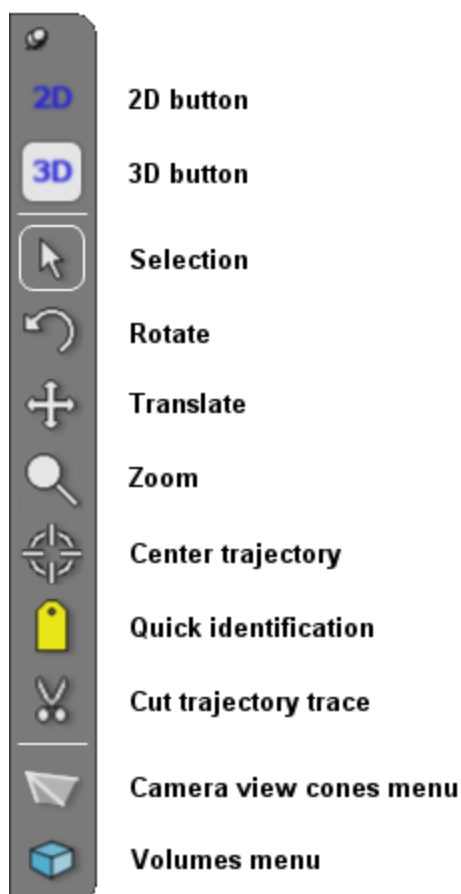 2D 2D button
3D 3D button
Selection
Rotate
Translate
Zoom
Center trajectory
Quick identification
Cut trajectory trace
Camera view cones menu
Volumes menu